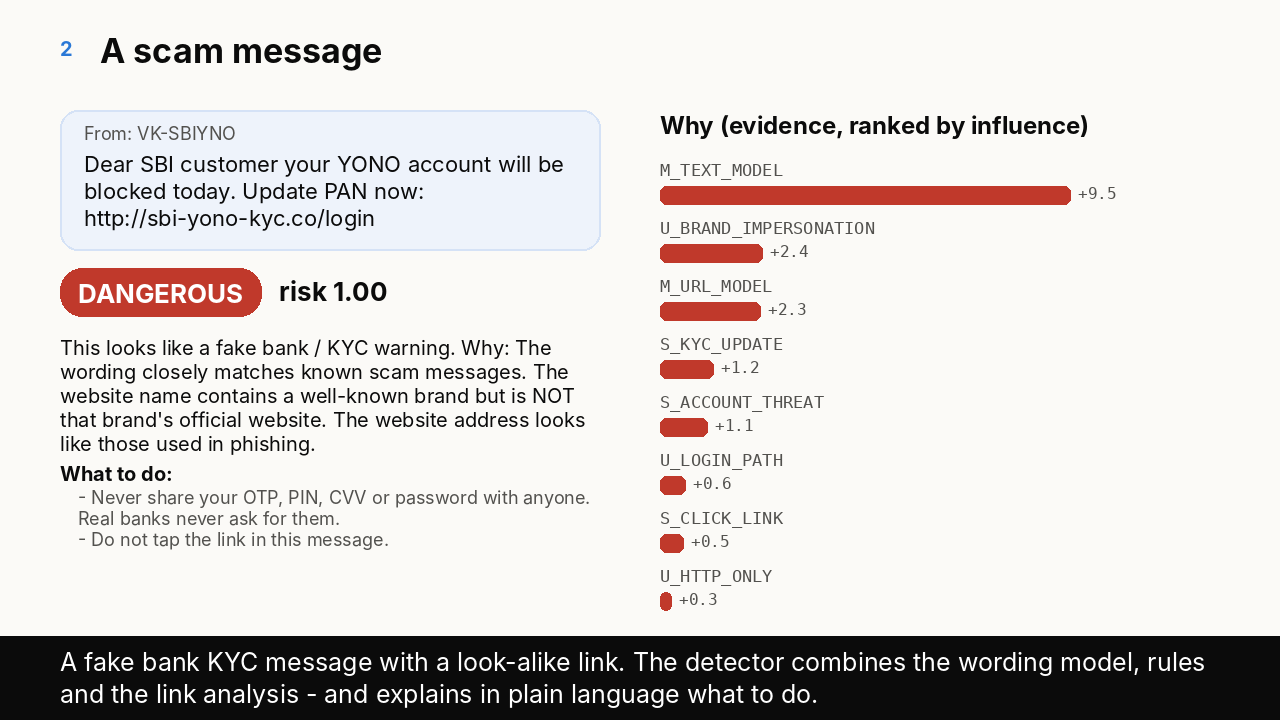 2 A scam message
From: VK-SBIYNO
Dear SBI customer your YONO account will be
blocked today. Update PAN now:
http://sbi-yono-kyc.co/login
DANGEROUS risk 1.00
This looks like a fake bank / KYC warning. Why: The
wording closely matches known scam messages. The
website name contains a well-known brand but is NOT
that brand's official website. The website address looks
like those used in phishing.
What to do:
- Never share your OTP, PIN, CVV or password with anyone.
Real banks never ask for them.
- Do not tap the link in this message.
Why (evidence, ranked by influence)
M_TEXT_MODEL
+9.5
U_BRAND_IMPERSONATION
+2.4
M_URL_MODEL
+2.3
S_KYC_UPDATE
+1.2
S_ACCOUNT_THREAT
+1.1
U_LOGIN_PATH
+0.6
S_CLICK_LINK
+0.5
U_HTTP_ONLY
+0.3
A fake bank KYC message with a look-alike link. The detector combines the wording model, rules
and the link analysis - and explains in plain language what to do.